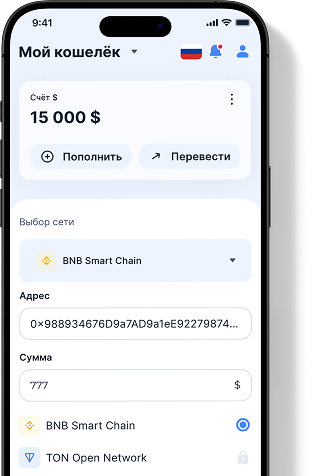 9:41
Мой кошелёк
Счёт $
15 000 $
Пополнить
Перевести
Выбор сети
BNB Smart Chain
Адрес
0×988934676D9a7AD9a1eE92279874...
Сумма
777 $
BNB Smart Chain
TON Open Network